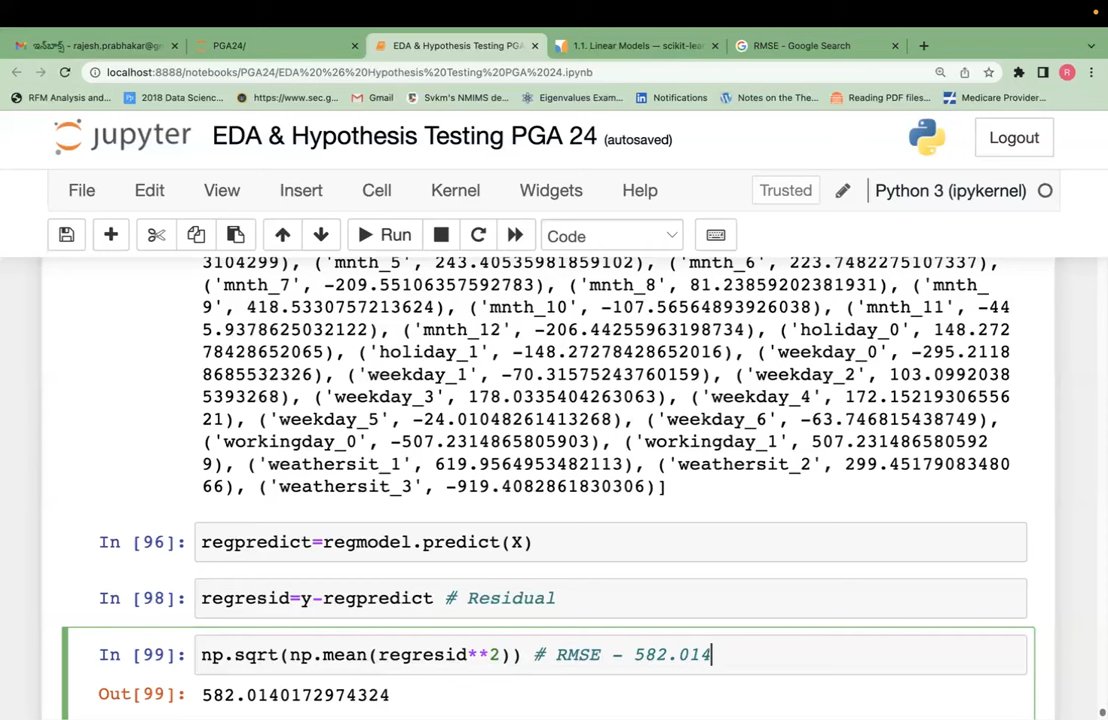 ఇన్‌బాక్స్ - rajesh.prabhakar@g
PGA24/
EDA & Hypothesis Testing PGA
1.1. Linear Models — scikit-lea
RMSE - Google Search
localhost:8888/notebooks/PGA24/EDA%20%26%20Hypothesis%20Testing%20PGA%2024.ipynb
R
RFM Analysis and...
2018 Data Scienc...
https://www.sec.g...
Gmail
Svkm's NMIMS de...
Eigenvalues Exam...
Notifications
Notes on the The...
Reading PDF files...
Medicare Provider...
jupyter EDA & Hypothesis Testing PGA 24 (autosaved)
Logout
File Edit View Insert Cell Kernel Widgets Help
Trusted
Python 3 (ipykernel)
Run
Code
3104299), ('mnth_5', 243.40535981859102), ('mnth_6', 223.7482275107337),
('mnth_7', -209.55106357592783), ('mnth_8', 81.23859202381931), ('mnth_
9', 418.5330757213624), ('mnth_10', -107.56564893926038), ('mnth_11', -44
5.9378625032122), ('mnth_12', -206.44255963198734), ('holiday_0', 148.272
78428652065), ('holiday_1', -148.27278428652016), ('weekday_0', -295.2118
8685532326), ('weekday_1', -70.31575243760159), ('weekday_2', 103.0992038
5393268), ('weekday_3', 178.0335404263063), ('weekday_4', 172.15219306556
21), ('weekday_5', -24.01048261413268), ('weekday_6', -63.746815438749),
('workingday_0', -507.2314865805903), ('workingday_1', 507.231486580592
9), ('weathersit_1', 619.9564953482113), ('weathersit_2', 299.45179083480
66), ('weathersit_3', -919.4082861830306)]
In [96]: regpredict=regmodel.predict(X)
In [98]: regresid=y-regpredict # Residual
In [99]: np.sqrt(np.mean(regresid**2)) # RMSE - 582.014
Out[99]: 582.0140172974324